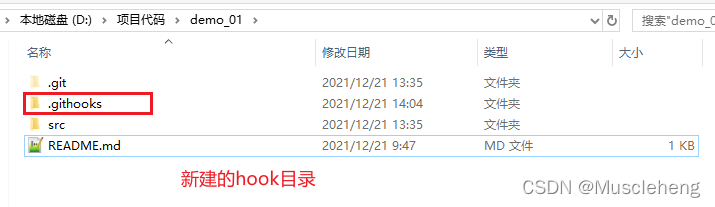 本地磁盘 (D:) > 项目代码 > demo_01 搜索"demo_0
名称 修改日期 类型 大小
.git 2021/12/21 13:35 文件夹
.githooks 2021/12/21 14:04 文件夹
src 2021/12/21 13:35 文件夹
README.md 2021/12/21 9:47 MD 文件 1 KB
新建的hook目录
CSDN @Muscleheng